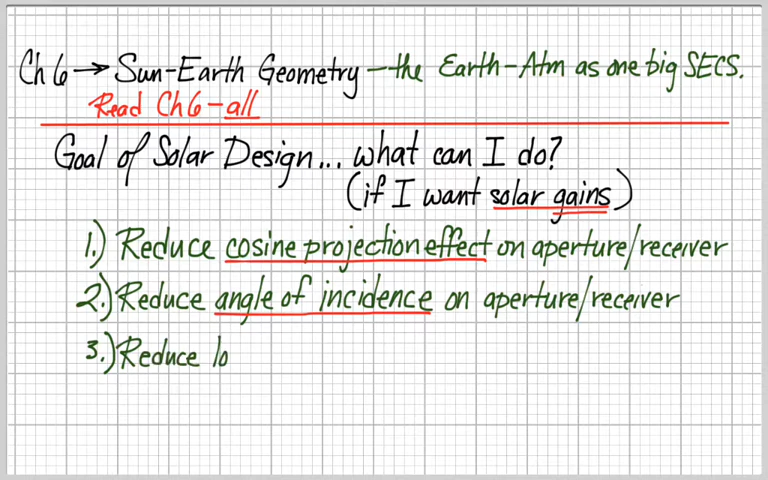 Ch 6 → Sun-Earth Geometry - the Earth-Atm as one big SECS.
Read Ch 6 - all
Goal of Solar Design... what can I do?
(if I want solar gains)
1.) Reduce cosine projection effect on aperture/receiver
2.) Reduce angle of incidence on aperture/receiver
3.) Reduce lo